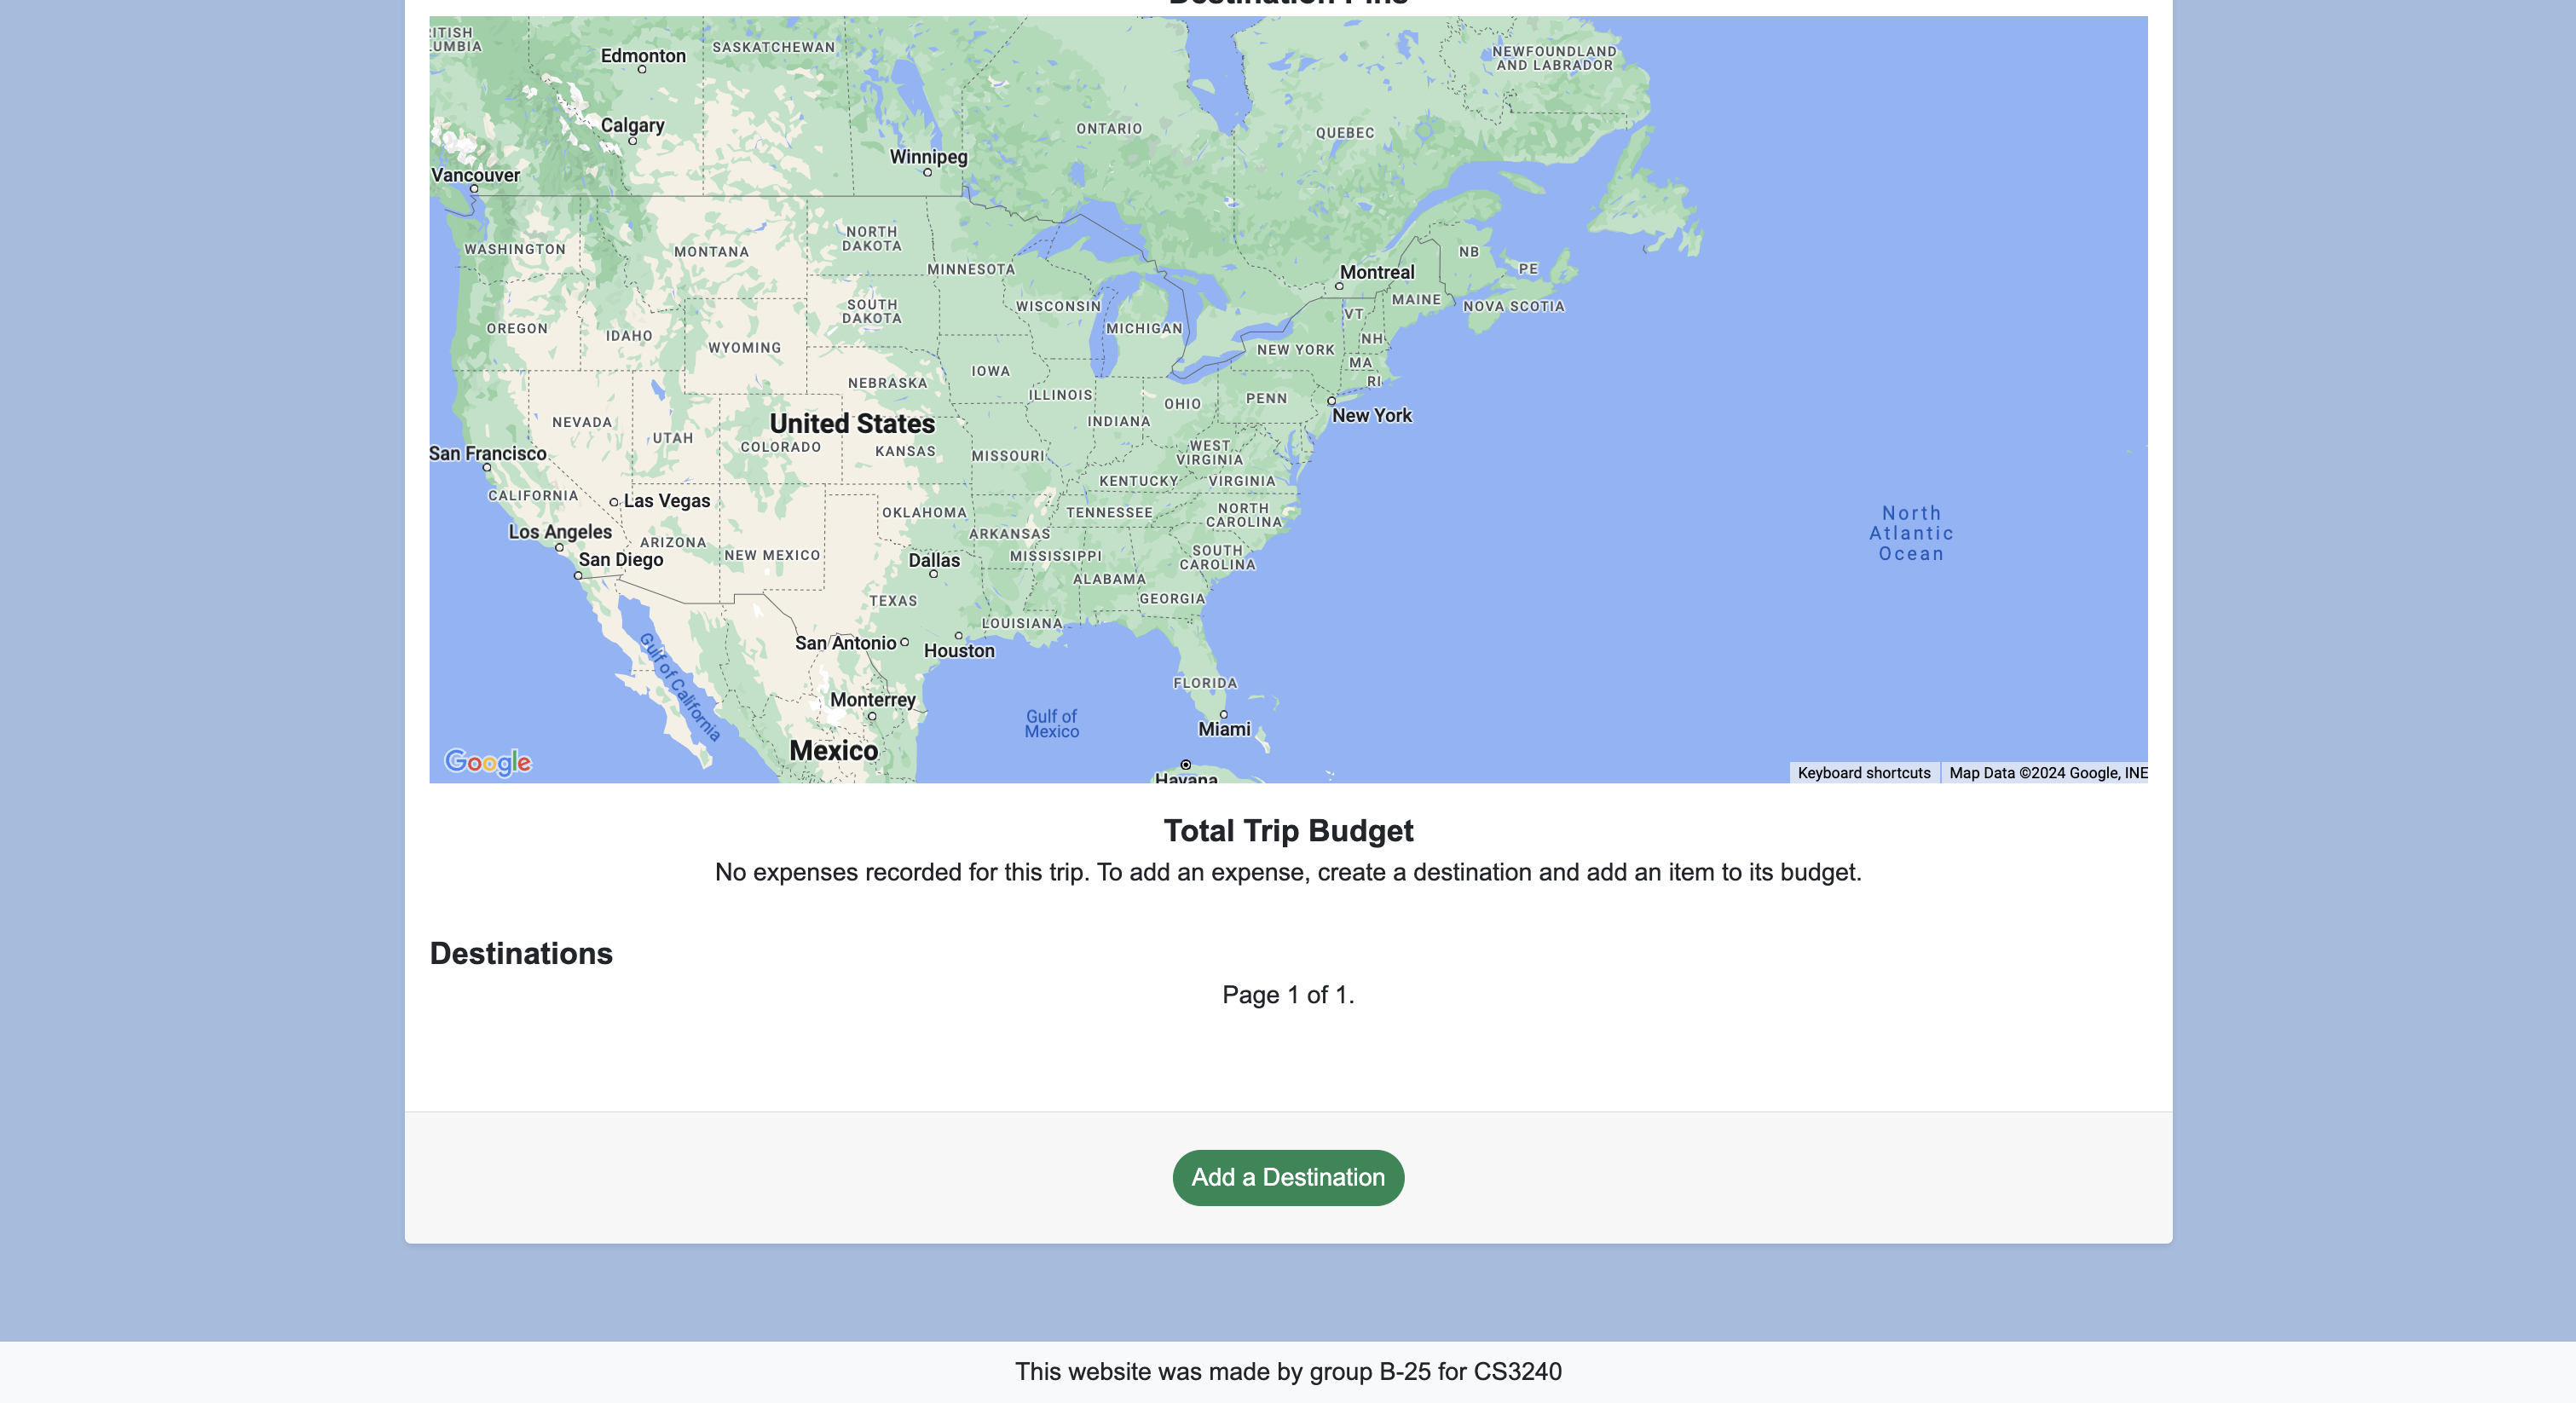 Destination Pins
RITISH
LUMBIA
Edmonton
SASKATCHEWAN
NEWFOUNDLAND
AND LABRADOR
Calgary
ONTARIO
QUEBEC
Winnipeg
Vancouver
WASHINGTON
MONTANA
NORTH
DAKOTA
MINNESOTA
NB
PE
Montreal
MAINE
NOVA SCOTIA
SOUTH
DAKOTA
WISCONSIN
MICHIGAN
VT
OREGON
IDAHO
WYOMING
NEW YORK
NH
MA
RI
IOWA
NEBRASKA
ILLINOIS
OHIO
PENN
New York
NEVADA
United States
INDIANA
UTAH
COLORADO
KANSAS
MISSOURI
WEST
VIRGINIA
San Francisco
KENTUCKY
VIRGINIA
CALIFORNIA
Las Vegas
OKLAHOMA
TENNESSEE
NORTH
CAROLINA
North
Atlantic
Ocean
Los Angeles
ARIZONA
NEW MEXICO
ARKANSAS
MISSISSIPPI
SOUTH
CAROLINA
San Diego
Dallas
ALABAMA
TEXAS
GEORGIA
LOUISIANA
San Antonio
Houston
Gulf of California
FLORIDA
Monterrey
Gulf of
Mexico
Miami
Mexico
Havana
Google
Keyboard shortcuts
Map Data ©2024 Google, INE
Total Trip Budget
No expenses recorded for this trip. To add an expense, create a destination and add an item to its budget.
Destinations
Page 1 of 1.
Add a Destination
This website was made by group B-25 for CS3240